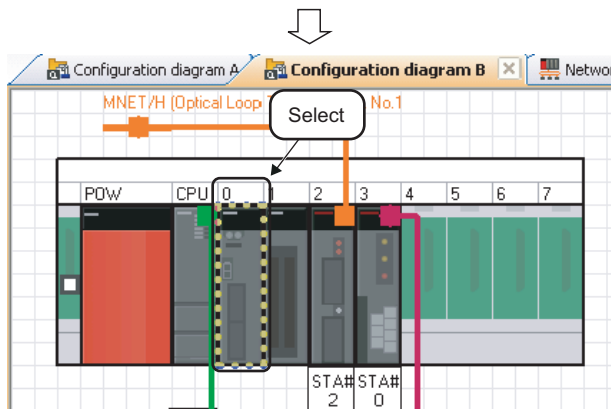 Configuration diagram A
Configuration diagram B
Networ
MNET/H (Optical Loop
No.1
Select
POW CPU 0 1 2 3 4 5 6 7
STA# STA#
2 0